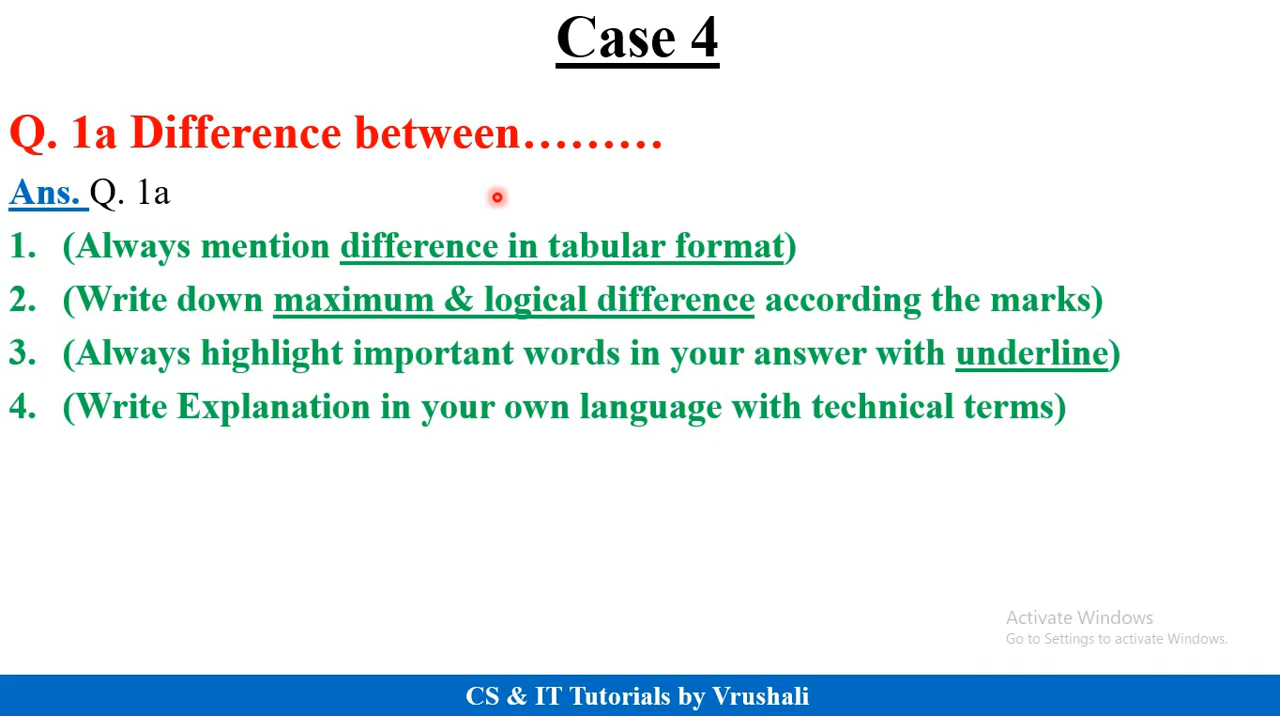 Case 4
Q. 1a Difference between………
Ans. Q. 1a
1. (Always mention difference in tabular format)
2. (Write down maximum & logical difference according the marks)
3. (Always highlight important words in your answer with underline)
4. (Write Explanation in your own language with technical terms)
Activate Windows
Go to Settings to activate Windows.
CS & IT Tutorials by Vrushali